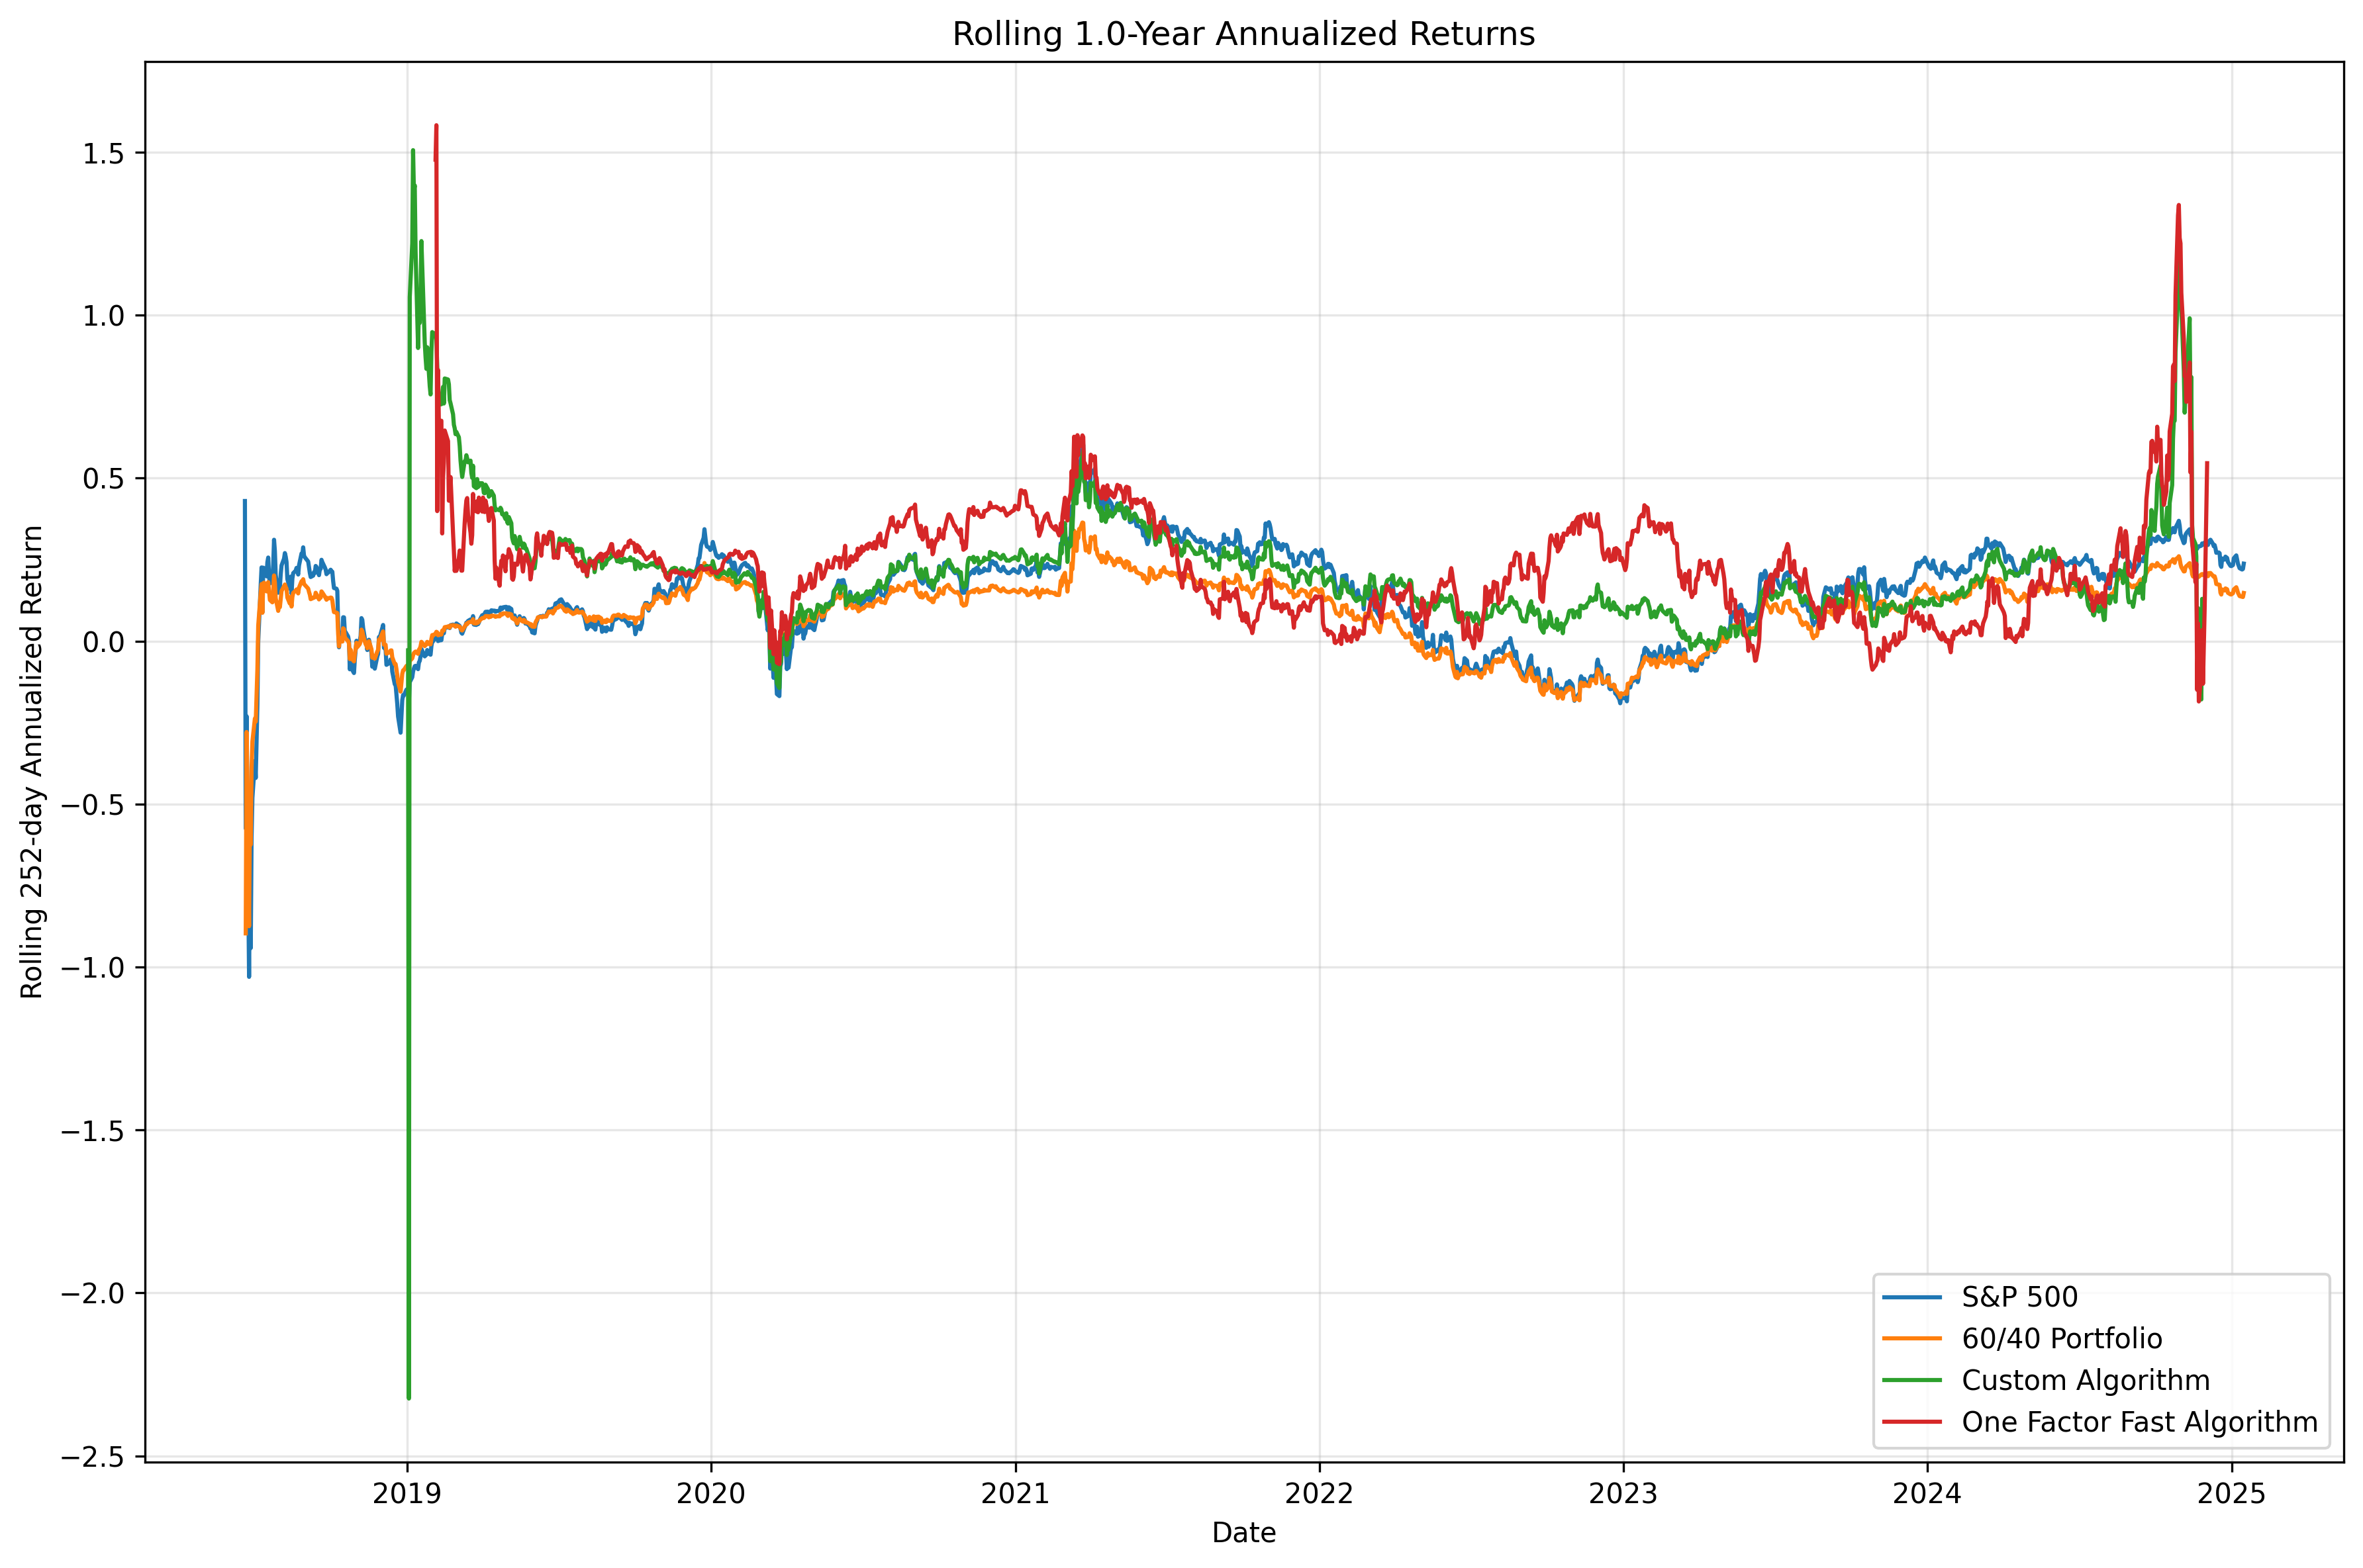 Rolling 1.0-Year Annualized Returns
Rolling 252-day Annualized Return
1.5
1.0
0.5
0.0
−0.5
−1.0
−1.5
−2.0
−2.5
2019
2020
2021
2022
2023
2024
2025
Date
S&P 500
60/40 Portfolio
Custom Algorithm
One Factor Fast Algorithm